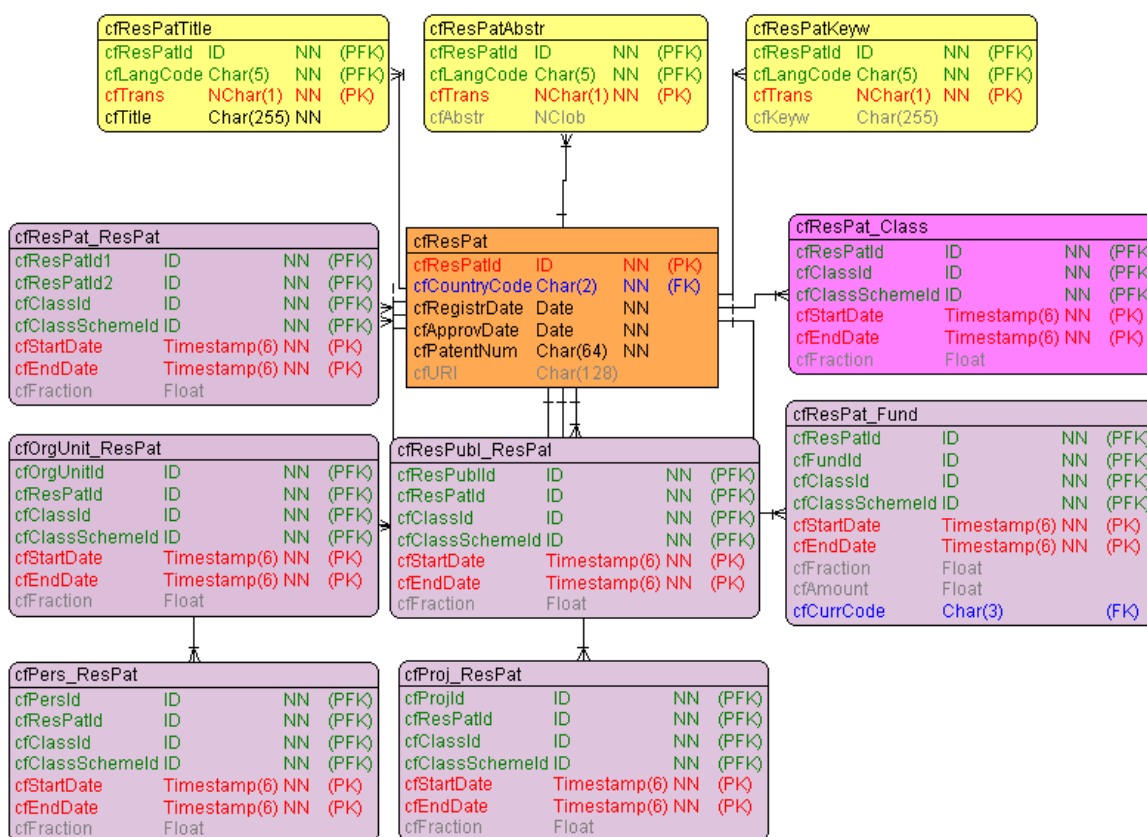 cfResPatTitle
cfResPatId ID NN (PFK)
cfLangCode Char(5) NN (PFK)
cfTrans NChar(1) NN (PK)
cfTitle Char(255) NN
cfResPatAbstr
cfResPatId ID NN (PFK)
cfLangCode Char(5) NN (PFK)
cfTrans NChar(1) NN (PK)
cfAbstr NClob
cfResPatKeyw
cfResPatId ID NN (PFK)
cfLangCode Char(5) NN (PFK)
cfTrans NChar(1) NN (PK)
cfKeyw Char(255)
cfResPat_ResPat
cfResPatId1 ID NN (PFK)
cfResPatId2 ID NN (PFK)
cfClassId ID NN (PFK)
cfClassSchemeId ID NN (PFK)
cfStartDate Timestamp(6) NN (PK)
cfEndDate Timestamp(6) NN (PK)
cfFraction Float
cfResPat
cfResPatId ID NN (PK)
cfCountryCode Char(2) NN (FK)
cfRegistrDate Date NN
cfApprovDate Date NN
cfPatentNum Char(64) NN
cfURI Char(128)
cfResPat_Class
cfResPatId ID NN (PFK)
cfClassId ID NN (PFK)
cfClassSchemeId ID NN (PFK)
cfStartDate Timestamp(6) NN (PK)
cfEndDate Timestamp(6) NN (PK)
cfFraction Float
cfOrgUnit_ResPat
cfOrgUnitId ID NN (PFK)
cfResPatId ID NN (PFK)
cfClassId ID NN (PFK)
cfClassSchemeId ID NN (PFK)
cfStartDate Timestamp(6) NN (PK)
cfEndDate Timestamp(6) NN (PK)
cfFraction Float
cfResPubl_ResPat
cfResPublId ID NN (PFK)
cfResPatId ID NN (PFK)
cfClassId ID NN (PFK)
cfClassSchemeId ID NN (PFK)
cfStartDate Timestamp(6) NN (PK)
cfEndDate Timestamp(6) NN (PK)
cfFraction Float
cfResPat_Fund
cfResPatId ID NN (PFK)
cfFundId ID NN (PFK)
cfClassId ID NN (PFK)
cfClassSchemeId ID NN (PFK)
cfStartDate Timestamp(6) NN (PK)
cfEndDate Timestamp(6) NN (PK)
cfFraction Float
cfAmount Float
cfCurrCode Char(3) (FK)
cfPers_ResPat
cfPersId ID NN (PFK)
cfResPatId ID NN (PFK)
cfClassId ID NN (PFK)
cfClassSchemeId ID NN (PFK)
cfStartDate Timestamp(6) NN (PK)
cfEndDate Timestamp(6) NN (PK)
cfFraction Float
cfProj_ResPat
cfProjId ID NN (PFK)
cfResPatId ID NN (PFK)
cfClassId ID NN (PFK)
cfClassSchemeId ID NN (PFK)
cfStartDate Timestamp(6) NN (PK)
cfEndDate Timestamp(6) NN (PK)
cfFraction Float